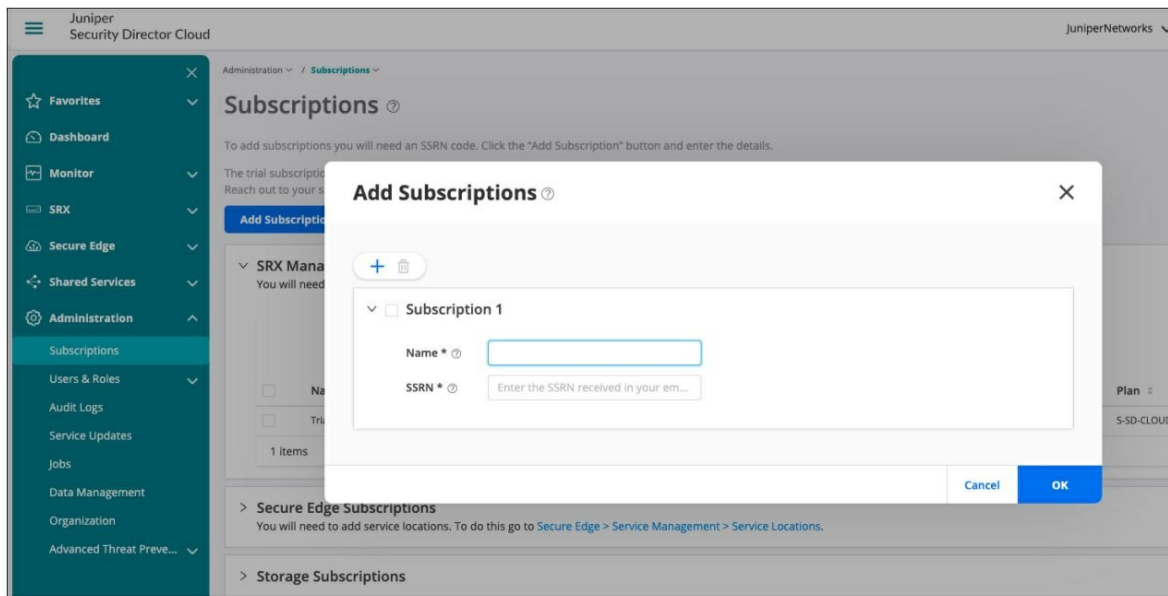 Juniper
Security Director Cloud
JuniperNetworks
Administration / Subscriptions
Favorites
Dashboard
Monitor
SRX
Secure Edge
Shared Services
Administration
Subscriptions
Users & Roles
Audit Logs
Service Updates
Jobs
Data Management
Organization
Advanced Threat Preve...
Subscriptions
To add subscriptions you will need an SSRN code. Click the "Add Subscription" button and enter the details.
The trial subscriptio
Reach out to your s
Add Subscriptio
SRX Mana
You will need
Na
Plan
Tria
S-SD-CLOUD
1 items
Add Subscriptions
Subscription 1
Name *
SSRN * Enter the SSRN received in your em...
Cancel OK
Secure Edge Subscriptions
You will need to add service locations. To do this go to Secure Edge > Service Management > Service Locations.
Storage Subscriptions